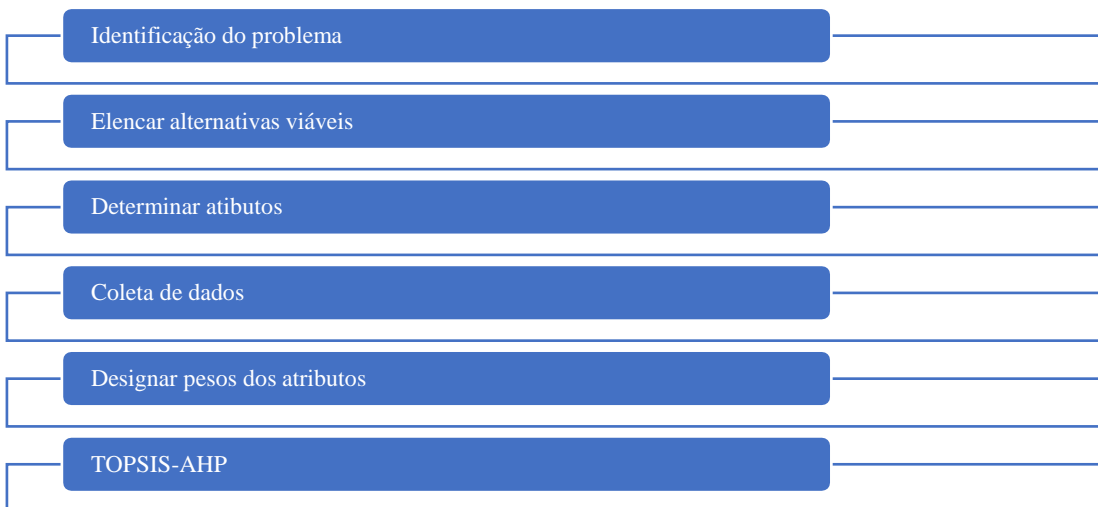 Identificação do problema
Elencar alternativas viáveis
Determinar atibutos
Coleta de dados
Designar pesos dos atributos
TOPSIS-AHP